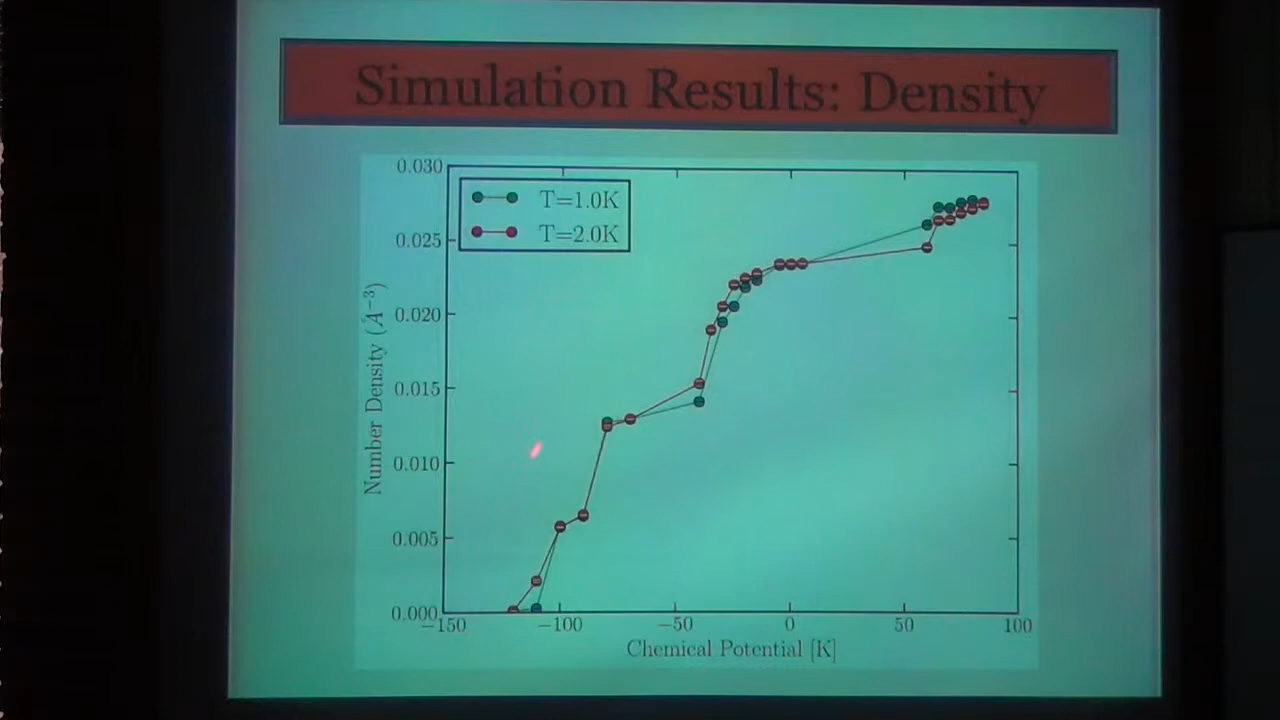 Simulation Results: Density
0.030
0.025
0.020
0.015
0.010
0.005
0.000
Number Density (Å⁻³)
T=1.0K
T=2.0K
−150
−100
−50
0
50
100
Chemical Potential [K]